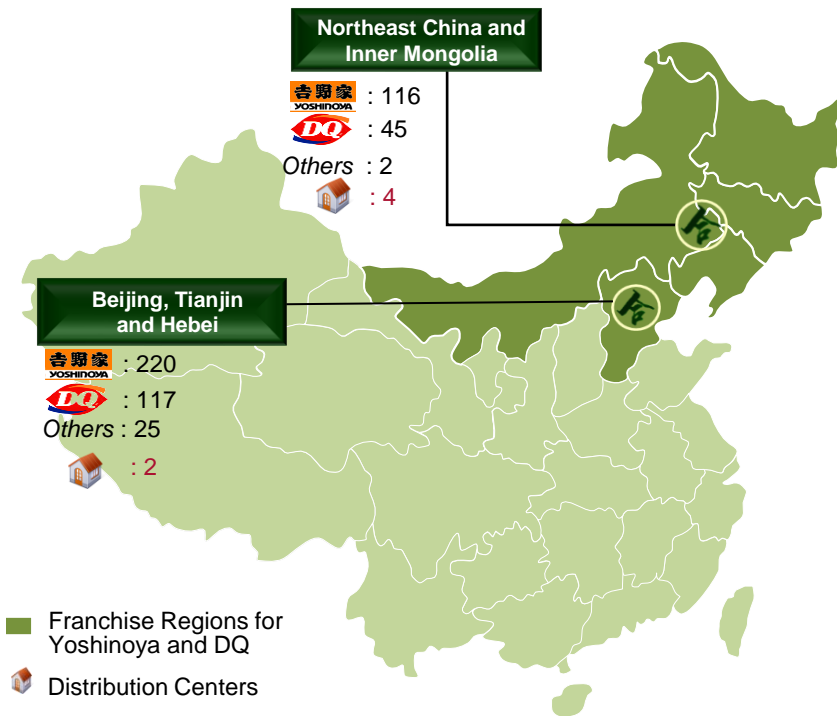 Northeast China and
Inner Mongolia
吉野家
YOSHINOYA
: 116
DQ
: 45
Others : 2
: 4
Beijing, Tianjin
and Hebei
吉野家
YOSHINOYA
: 220
DQ
: 117
Others : 25
: 2
Franchise Regions for
Yoshinoya and DQ
Distribution Centers